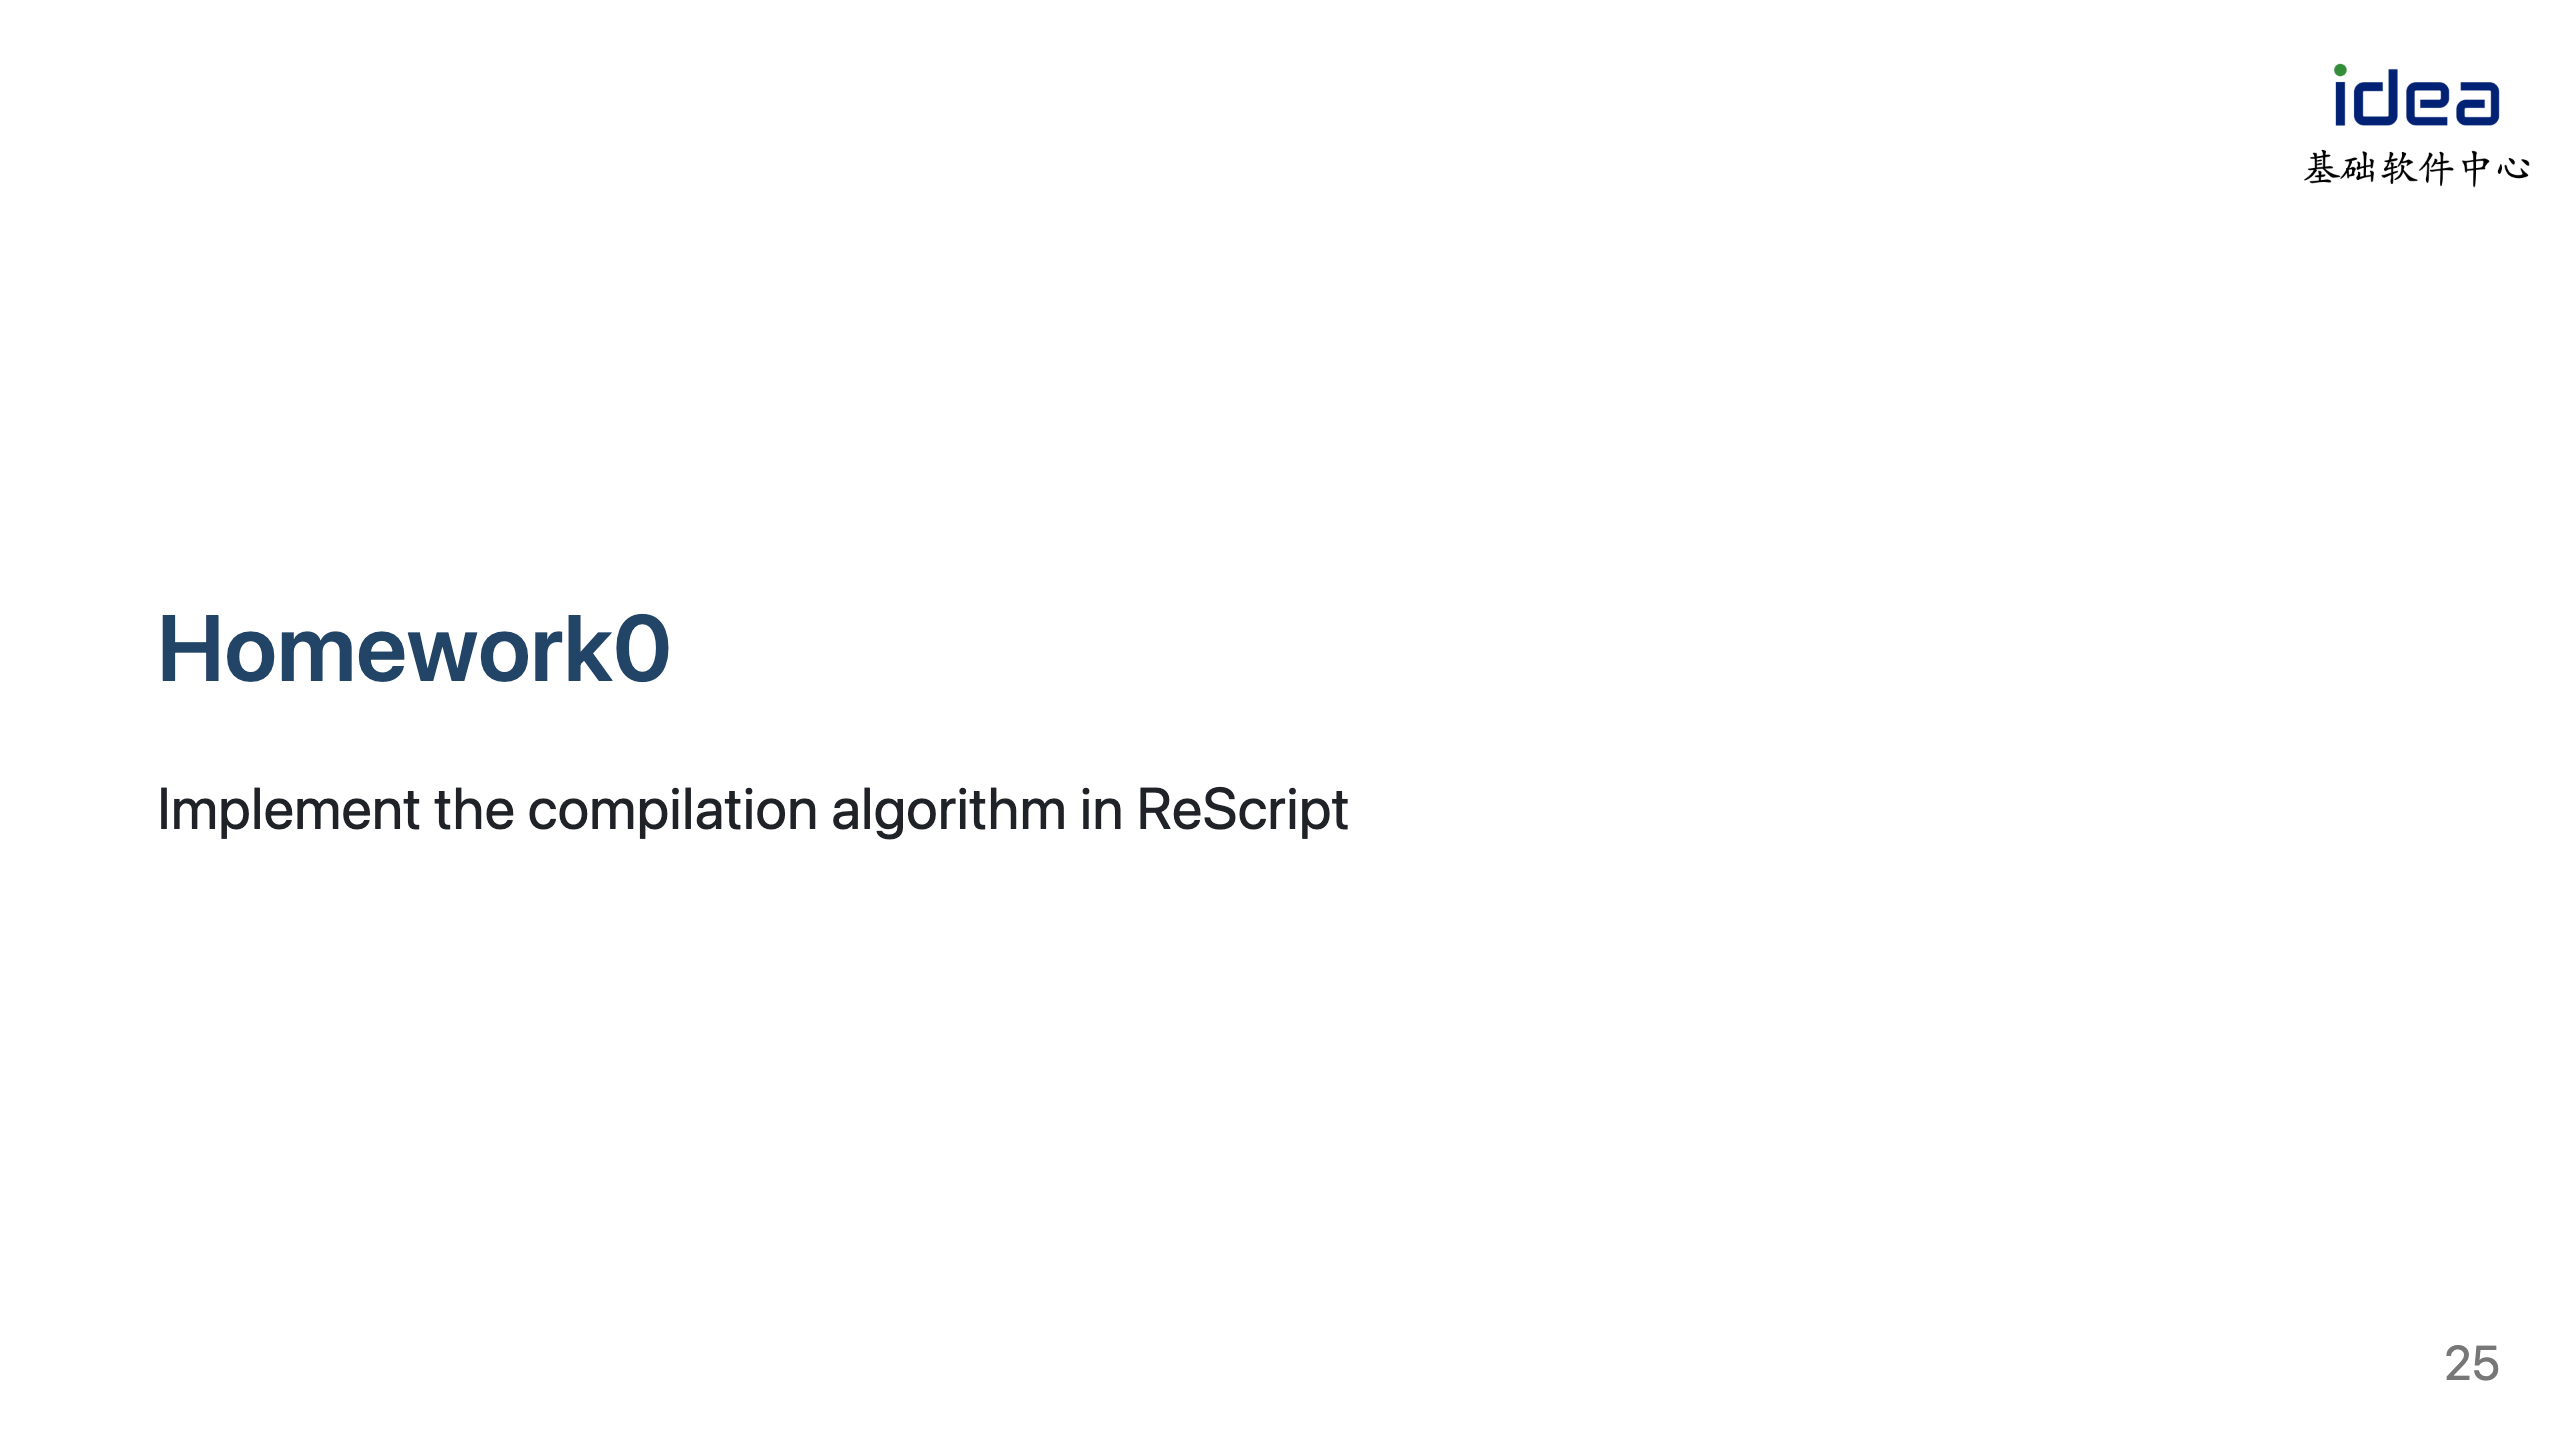 idea
基础软件中心
Homework0
Implement the compilation algorithm in ReScript
25